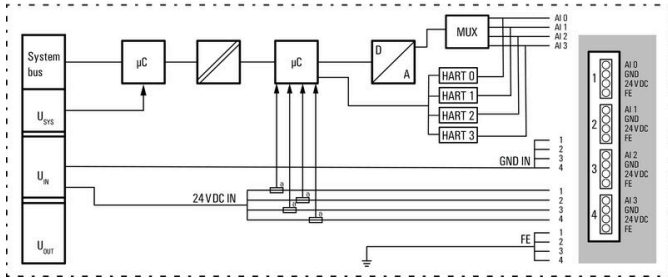 System
bus
µC
µC
D
A
MUX
AI 0
AI 1
AI 2
AI 3
HART 0
HART 1
HART 2
HART 3
U SYS
U IN
U OUT
GND IN
1
2
3
4
24 V DC IN
1
2
3
4
FE
1
2
3
4
1
AI 0
GND
24 V DC
FE
2
AI 1
GND
24 V DC
FE
3
AI 2
GND
24 V DC
FE
4
AI 3
GND
24 V DC
FE